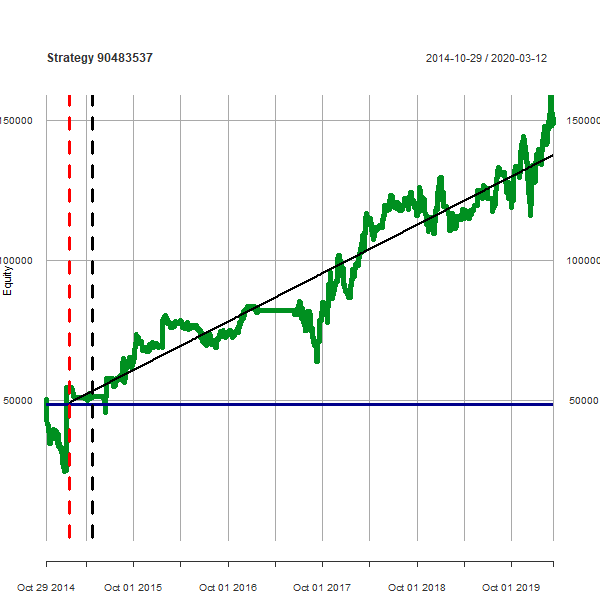 Strategy 90483537
2014-10-29 / 2020-03-12
150000
150000
100000
100000
Equity
50000
50000
Oct 29 2014
Oct 01 2015
Oct 01 2016
Oct 01 2017
Oct 01 2018
Oct 01 2019